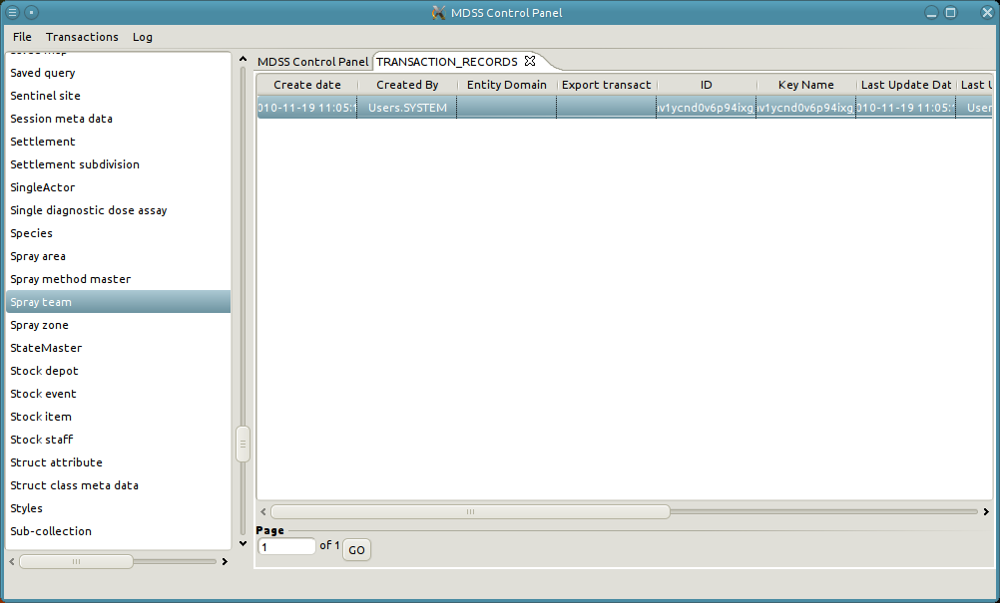 MDSS Control Panel
File Transactions Log
Saved query
Sentinel site
Session meta data
Settlement
Settlement subdivision
SingleActor
Single diagnostic dose assay
Species
Spray area
Spray method master
Spray team
Spray zone
StateMaster
Stock depot
Stock event
Stock item
Stock staff
Struct attribute
Struct class meta data
Styles
Sub-collection
MDSS Control Panel TRANSACTION_RECORDS
Create date Created By Entity Domain Export transact ID Key Name Last Update Dat Last U
010-11-19 11:05:1 Users.SYSTEM v1ycnd0v6p94ixg v1ycnd0v6p94ixg 010-11-19 11:05: User
Page
1 of 1 GO